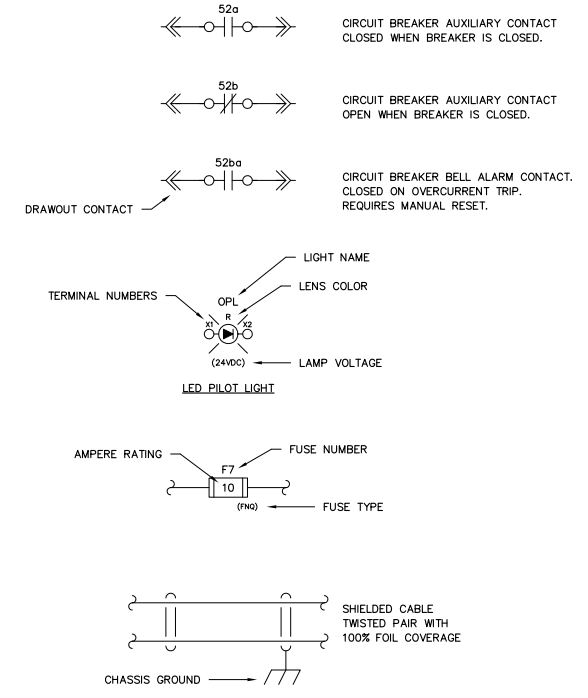 52a
CIRCUIT BREAKER AUXILIARY CONTACT
CLOSED WHEN BREAKER IS CLOSED.
52b
CIRCUIT BREAKER AUXILIARY CONTACT
OPEN WHEN BREAKER IS CLOSED.
52ba
CIRCUIT BREAKER BELL ALARM CONTACT.
CLOSED ON OVERCURRENT TRIP.
REQUIRES MANUAL RESET.
DRAWOUT CONTACT
LIGHT NAME
LENS COLOR
TERMINAL NUMBERS
OPL
R
X1 X2
(24VDC)
LAMP VOLTAGE
LED PILOT LIGHT
FUSE NUMBER
AMPERE RATING
F7
10
(FNQ)
FUSE TYPE
SHIELDED CABLE
TWISTED PAIR WITH
100% FOIL COVERAGE
CHASSIS GROUND